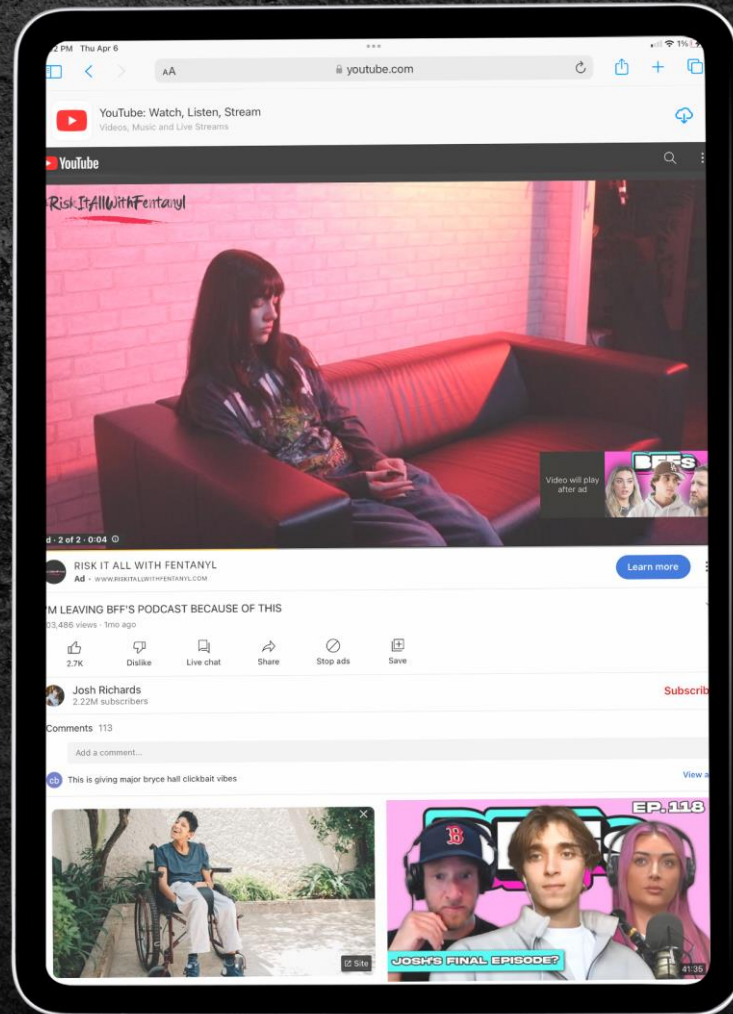 2 PM Thu Apr 6
1%
AA
youtube.com
YouTube: Watch, Listen, Stream
Videos, Music and Live Streams
YouTube
RiskItAllWithFentanyl
Video will play
after ad
BFFs
d · 2 of 2 · 0:04
RISK IT ALL WITH FENTANYL
Ad · WWW.RISKITALLWITHFENTANYL.COM
Learn more
'M LEAVING BFF'S PODCAST BECAUSE OF THIS
03,486 views · 1mo ago
2.7K
Dislike
Live chat
Share
Stop ads
Save
Josh Richards
2.22M subscribers
Subscrib
Comments 113
Add a comment...
cb
This is giving major bryce hall clickbait vibes
View a
Site
EP. 118
B
JOSH'S FINAL EPISODE?
41:35